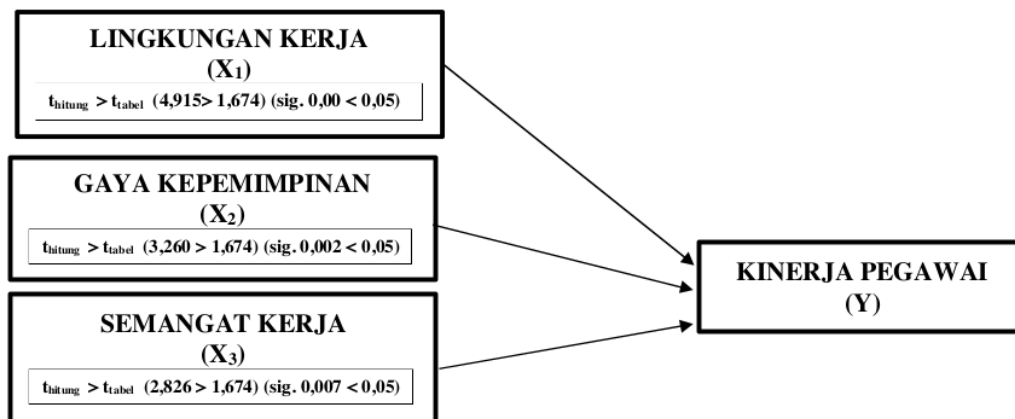 LINGKUNGAN KERJA
(X1)
thitung > ttabel (4,915> 1,674) (sig. 0,00 < 0,05)
GAYA KEPEMIMPINAN
(X2)
thitung > ttabel (3,260 > 1,674) (sig. 0,002 < 0,05)
SEMANGAT KERJA
(X3)
thitung > ttabel (2,826 > 1,674) (sig. 0,007 < 0,05)
KINERJA PEGAWAI
(Y)